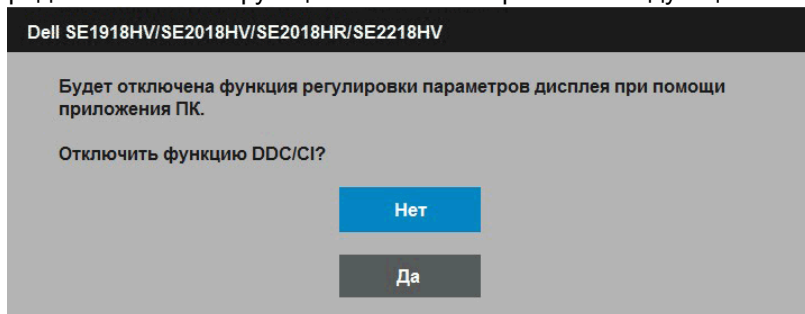 Dell SE1918HV/SE2018HV/SE2018HR/SE2218HV
Будет отключена функция регулировки параметров дисплея при помощи
приложения ПК.
Отключить функцию DDC/CI?
Нет
Да